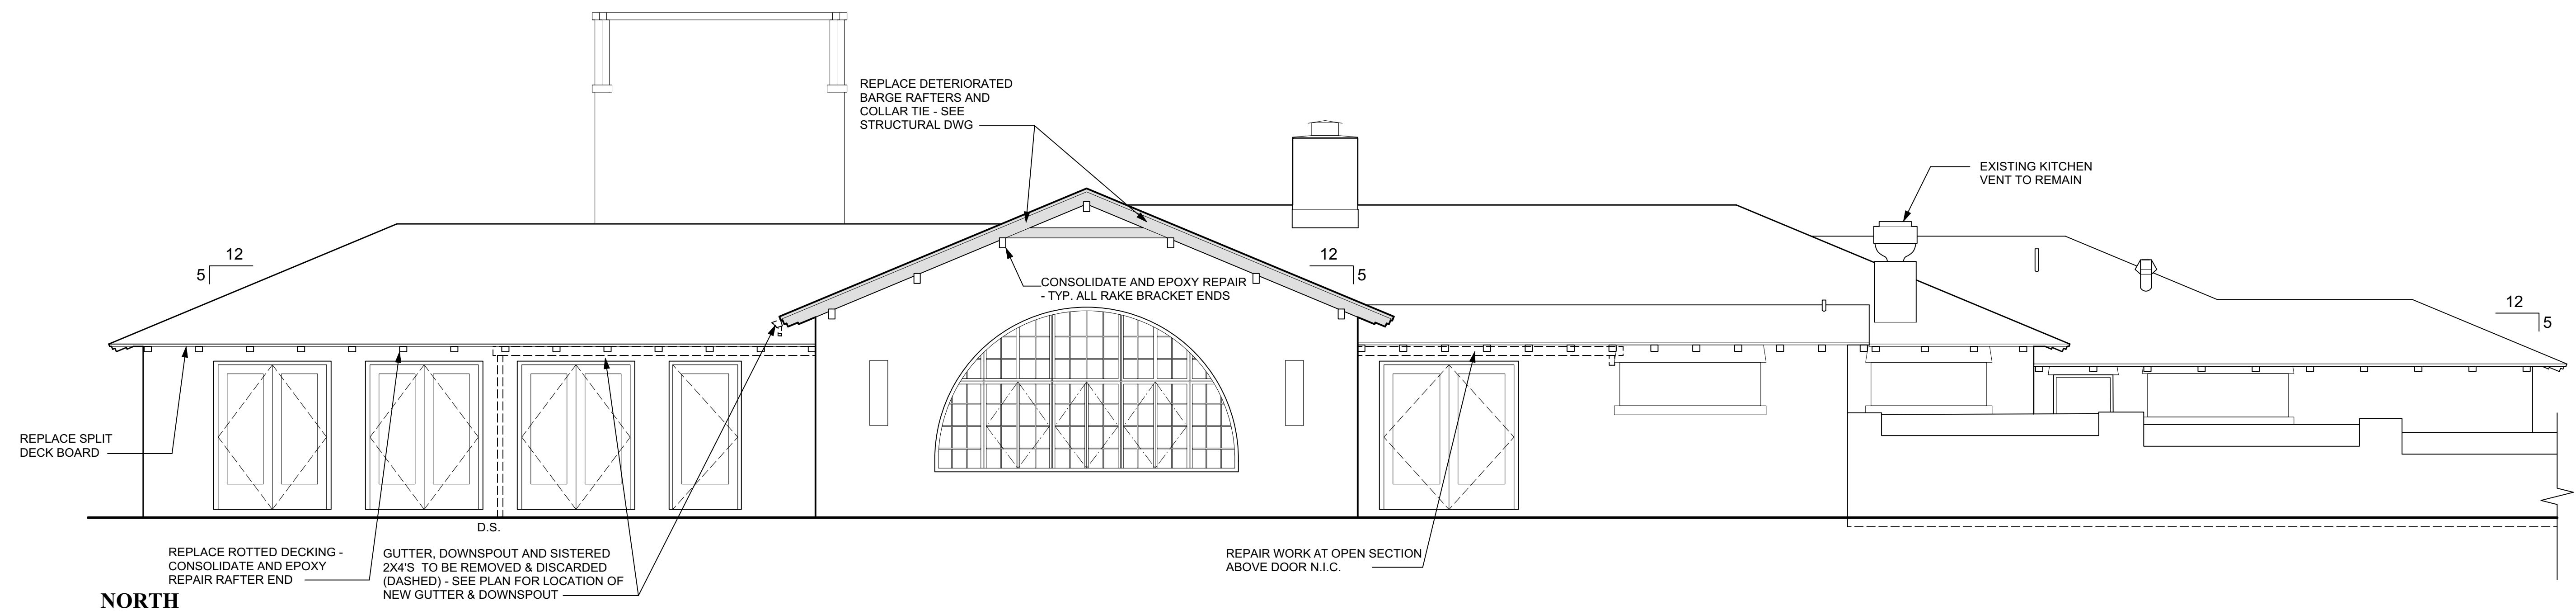 REPLACE DETERIORATED
BARGE RAFTERS AND
COLLAR TIE - SEE
STRUCTURAL DWG
EXISTING KITCHEN
VENT TO REMAIN
12
5
12
5
CONSOLIDATE AND EPOXY REPAIR
- TYP. ALL RAKE BRACKET ENDS
12
5
REPLACE SPLIT
DECK BOARD
D.S.
REPLACE ROTTED DECKING -
CONSOLIDATE AND EPOXY
REPAIR RAFTER END
GUTTER, DOWNSPOUT AND SISTERED
2X4'S TO BE REMOVED & DISCARDED
(DASHED) - SEE PLAN FOR LOCATION OF
NEW GUTTER & DOWNSPOUT
REPAIR WORK AT OPEN SECTION
ABOVE DOOR N.I.C.
NORTH